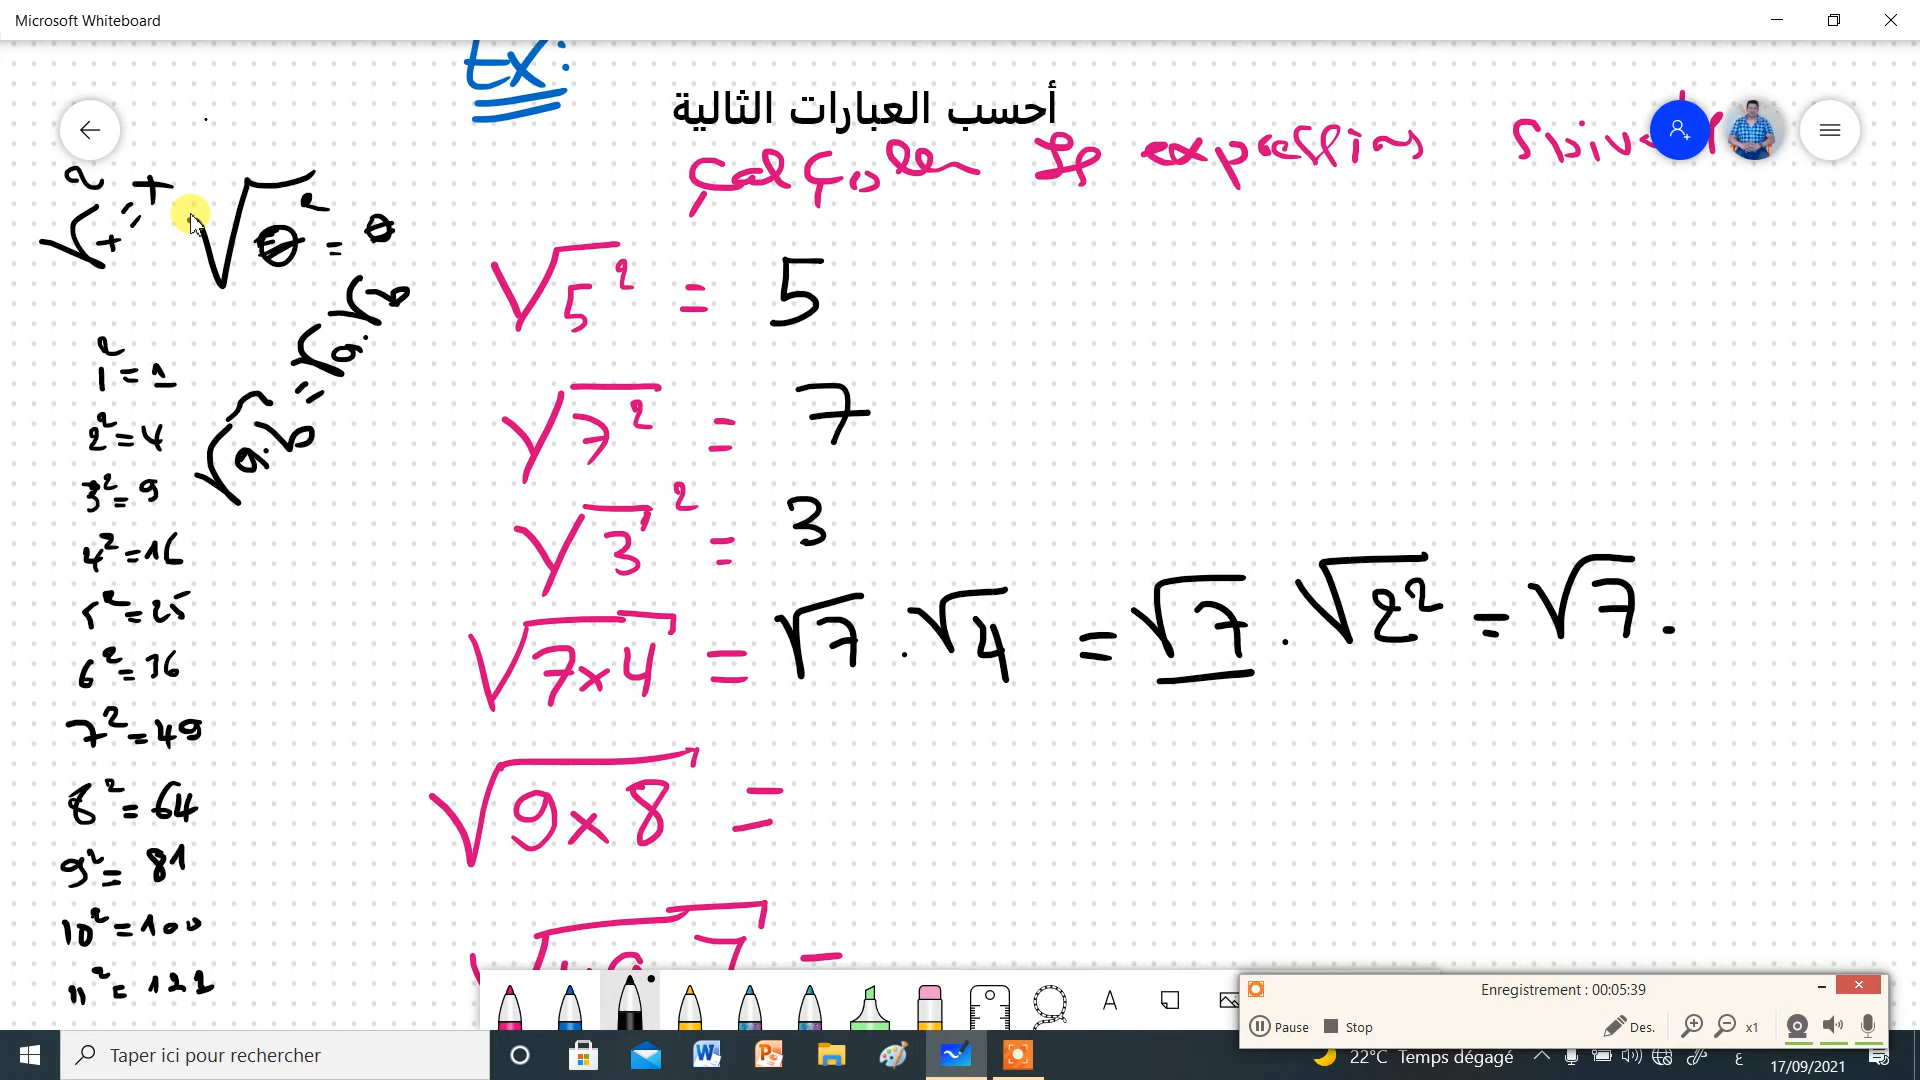 Microsoft Whiteboard
Ex:
أحسب العبارات الثالية
√5² = 5
√7² = 7
√3² = 3
√7×4 = √7 . √4 = √7 . √2² = √7 .
√9×8 =
√a.b = √a . √b
1² = 1
2² = 4
3² = 9
4² = 16
5² = 25
6² = 36
7² = 49
8² = 64
9² = 81
10² = 100
11² = 121
Enregistrement : 00:05:39
Pause
Stop
Des.
x1
Taper ici pour rechercher
22°C Temps dégagé
ع
17/09/2021